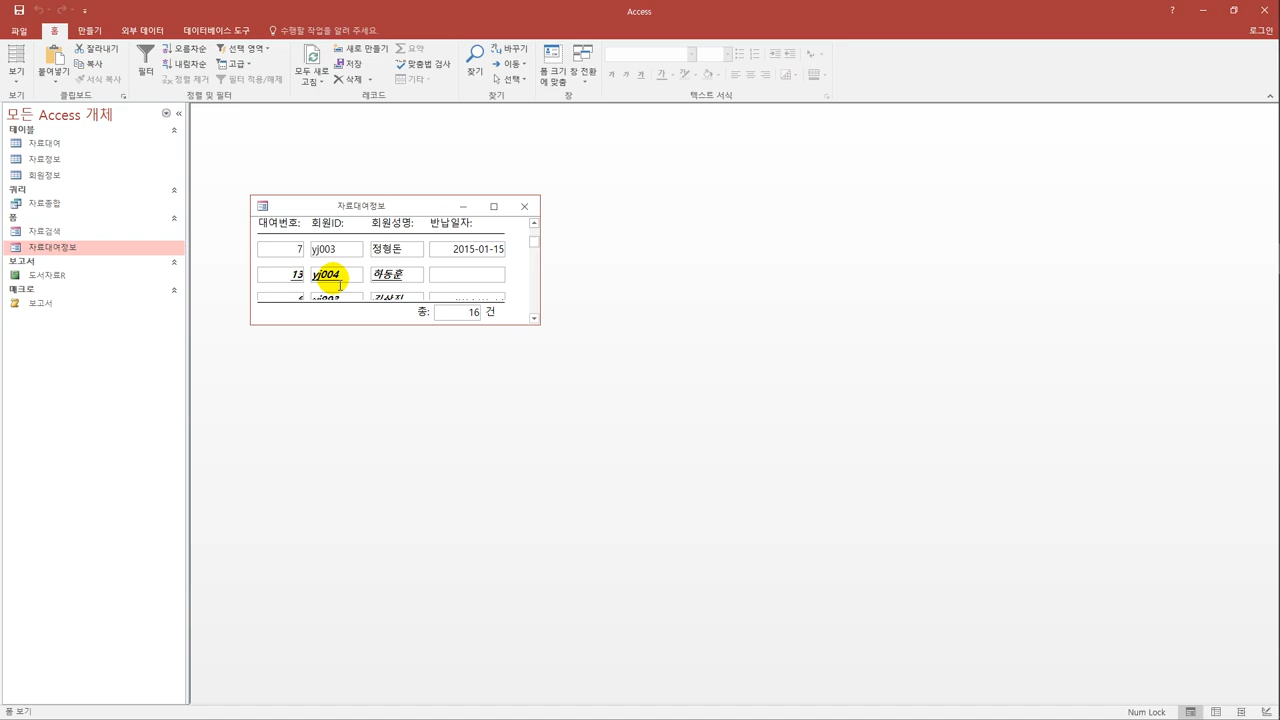 Access
파일 홈 만들기 외부 데이터 데이터베이스 도구 수행할 작업을 알려 주세요. 로그인
보기 붙여넣기 잘라내기 복사 서식 복사
필터 오름차순 내림차순 정렬 해제 선택 영역 고급 필터 적용/해제
모두 새로 고침 새로 만들기 저장 삭제 요약 맞춤법 검사 기타
찾기 바꾸기 이동 선택
폼 크기에 맞춤 창 전환
가 가 가 가
보기 클립보드 정렬 및 필터 레코드 찾기 창 텍스트 서식
모든 Access 개체
테이블
자료대여
자료정보
회원정보
쿼리
자료종합
폼
자료검색
자료대여정보
보고서
도서자료R
매크로
보고서
자료대여정보
대여번호: 회원ID: 회원성명: 반납일자:
7 yj003 정형돈 2015-01-15
13 yj004 하동훈
총: 16 건
폼 보기 Num Lock